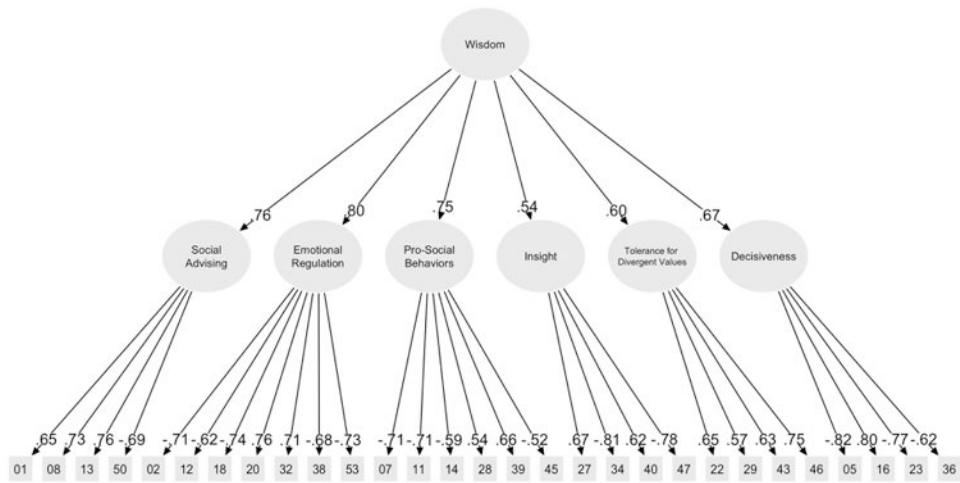 Wisdom
.76 .80 .75 .54 .60 .67
Social
Advising
Emotional
Regulation
Pro-Social
Behaviors
Insight
Tolerance for
Divergent Values
Decisiveness
.65 .73 .76 -.69 -.71 -.62 -.74 .76 .71 -.68 -.73 -.71 -.71 -.59 .54 .66 -.52 .67 -.81 .62 -.78 .65 .57 .63 .75 -.82 .80 -.77 -.62
01 08 13 50 02 12 18 20 32 38 53 07 11 14 28 39 45 27 34 40 47 22 29 43 46 05 16 23 36